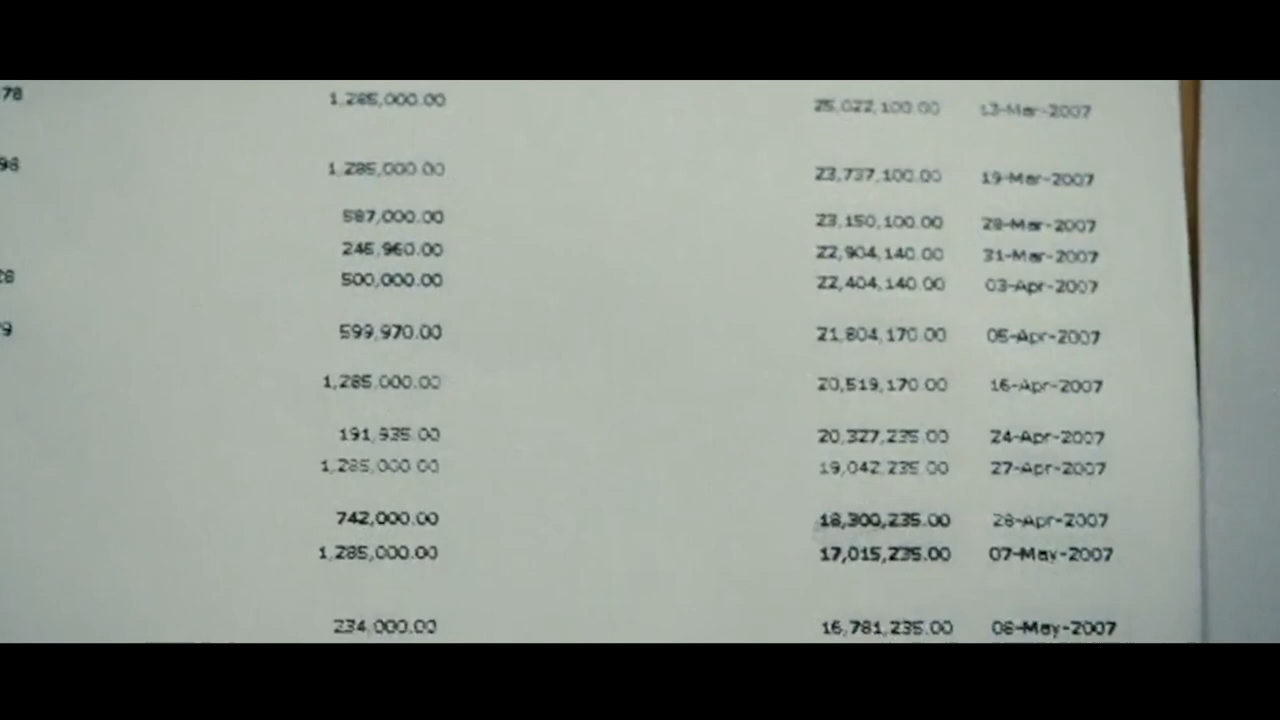 78 1,285,000.00 25,022,100.00 13-Mar-2007
98 1,285,000.00 23,737,100.00 19-Mar-2007
587,000.00 23,150,100.00 28-Mar-2007
245,960.00 22,904,140.00 31-Mar-2007
28 500,000.00 22,404,140.00 03-Apr-2007
9 599,970.00 21,804,170.00 05-Apr-2007
1,285,000.00 20,519,170.00 16-Apr-2007
191,935.00 20,327,235.00 24-Apr-2007
1,285,000.00 19,042,235.00 27-Apr-2007
742,000.00 18,300,235.00 28-Apr-2007
1,285,000.00 17,015,235.00 07-May-2007
234,000.00 16,781,235.00 08-May-2007